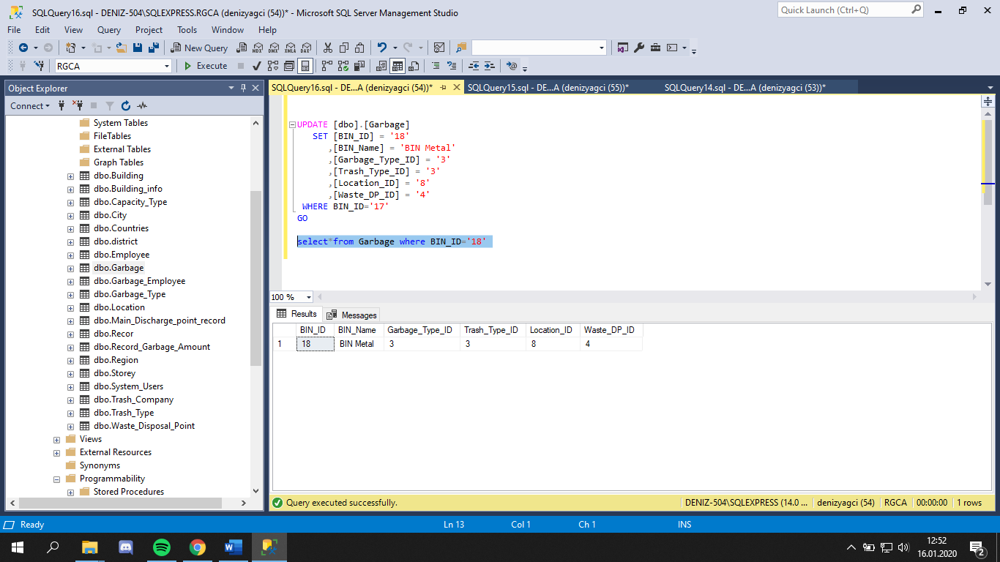 SQLQuery16.sql - DENIZ-504\SQLEXPRESS.RGCA (denizyagci (54))* - Microsoft SQL Server Management Studio
Quick Launch (Ctrl+Q)
File Edit View Query Project Tools Window Help
New Query MDX DMX XMLA DAX
RGCA Execute
Object Explorer
SQLQuery16.sql - DE...A (denizyagci (54))* SQLQuery15.sql - DE...A (denizyagci (55))* SQLQuery14.sql - DE...A (denizyagci (53))*
Connect
System Tables
FileTables
External Tables
Graph Tables
dbo.Building
dbo.Building_info
dbo.Capacity_Type
dbo.City
dbo.Countries
dbo.district
dbo.Employee
dbo.Garbage
dbo.Garbage_Employee
dbo.Garbage_Type
dbo.Location
dbo.Main_Discharge_point_record
dbo.Recor
dbo.Record_Garbage_Amount
dbo.Region
dbo.Storey
dbo.System_Users
dbo.Trash_Company
dbo.Trash_Type
dbo.Waste_Disposal_Point
Views
External Resources
Synonyms
Programmability
Stored Procedures
UPDATE [dbo].[Garbage]
SET [BIN_ID] = '18'
,[BIN_Name] = 'BIN Metal'
,[Garbage_Type_ID] = '3'
,[Trash_Type_ID] = '3'
,[Location_ID] = '8'
,[Waste_DP_ID] = '4'
WHERE BIN_ID='17'
GO
select*from Garbage where BIN_ID='18'
100 %
Results Messages
BIN_ID BIN_Name Garbage_Type_ID Trash_Type_ID Location_ID Waste_DP_ID
1 18 BIN Metal 3 3 8 4
Query executed successfully. DENIZ-504\SQLEXPRESS (14.0 ... denizyagci (54) RGCA 00:00:00 1 rows
Ready Ln 13 Col 1 Ch 1 INS
12:52
16.01.2020
2